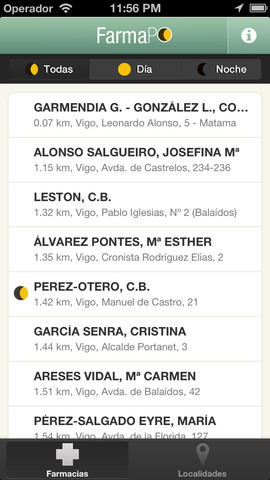 Operador 11:56 PM
FarmaPO
Todas Día Noche
GARMENDIA G. - GONZÁLEZ L., CO...
0.07 km, Vigo, Leonardo Alonso, 5 - Matama
ALONSO SALGUEIRO, JOSEFINA Mª
1.15 km, Vigo, Avda. de Castrelos, 234-236
LESTON, C.B.
1.32 km, Vigo, Pablo Iglesias, Nº 2 (Balaídos)
ÁLVAREZ PONTES, Mª ESTHER
1.35 km, Vigo, Cronista Rodríguez Elías, 2
PEREZ-OTERO, C.B.
1.42 km, Vigo, Manuel de Castro, 21
GARCÍA SENRA, CRISTINA
1.44 km, Vigo, Alcalde Portanet, 3
ARESES VIDAL, Mª CARMEN
1.51 km, Vigo, Avda. de Balaídos, 42
PÉREZ-SALGADO EYRE, MARÍA
1.54 km, Vigo, Avda. de la Florida, 127
Farmacias Localidades